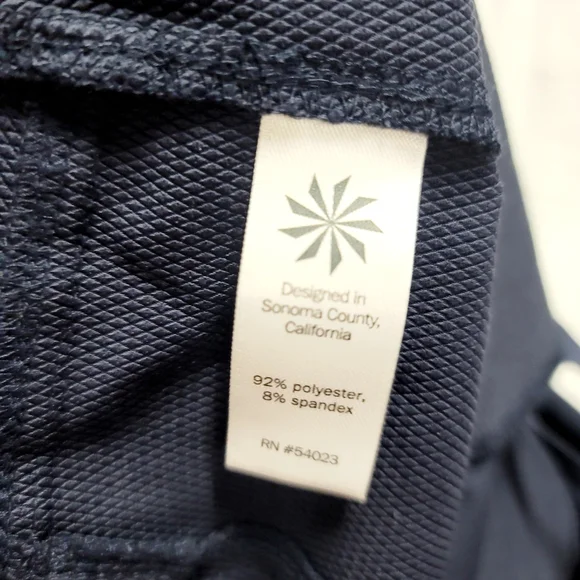 Designed in
Sonoma County,
California
92% polyester,
8% spandex
RN #54023